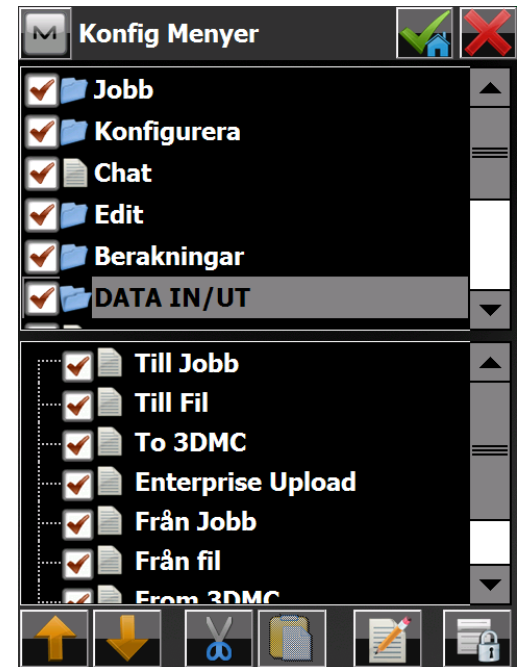 Konfig Menyer
Jobb
Konfigurera
Chat
Edit
Berakningar
DATA IN/UT
Till Jobb
Till Fil
To 3DMC
Enterprise Upload
Från Jobb
Från fil
From 3DMC